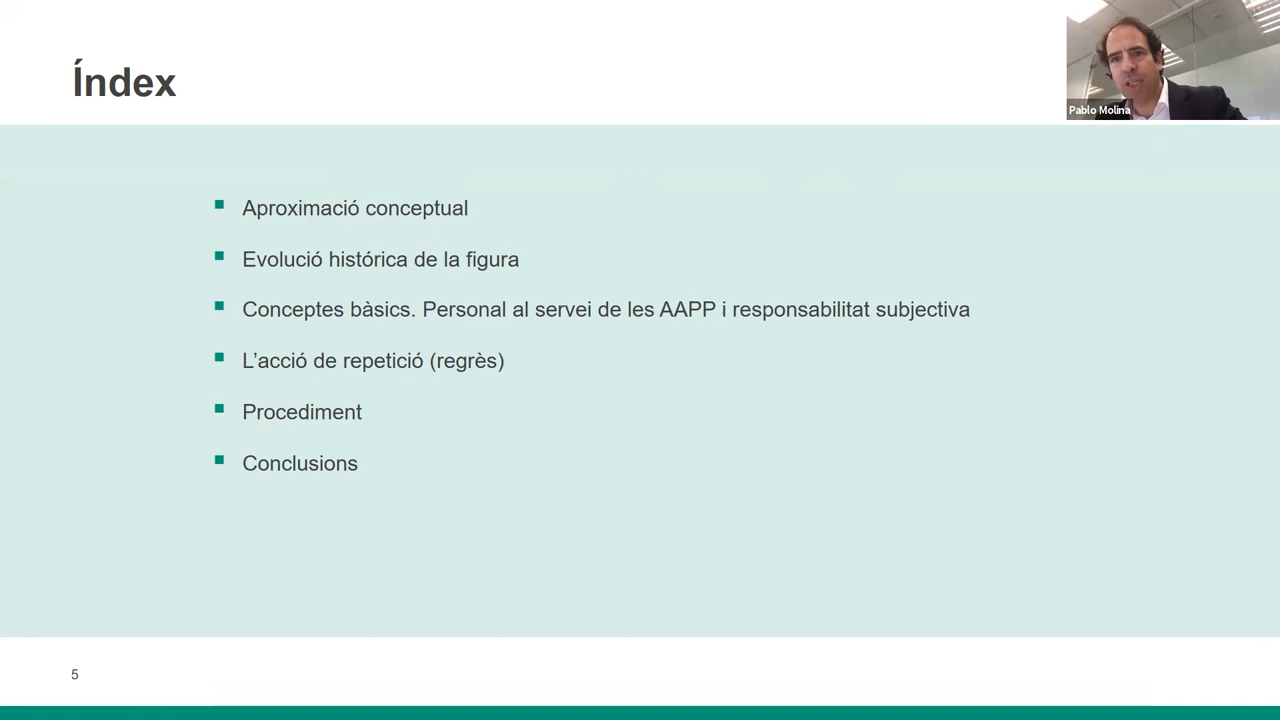 Índex
Pablo Molina
Aproximació conceptual
Evolució histórica de la figura
Conceptes bàsics. Personal al servei de les AAPP i responsabilitat subjectiva
L’acció de repetició (regrès)
Procediment
Conclusions
5